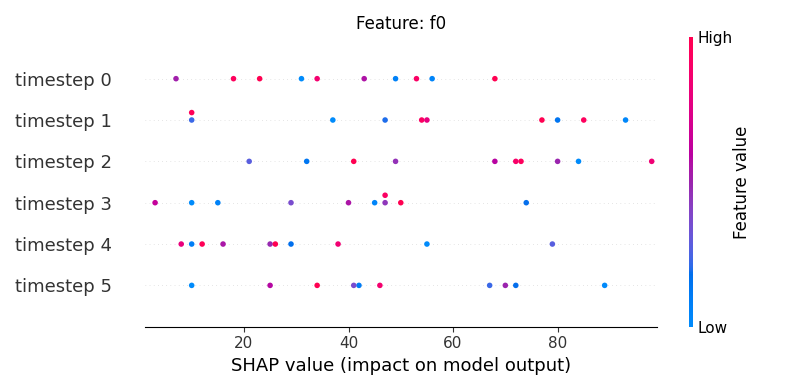 Feature: f0
High
timestep 0
timestep 1
timestep 2
timestep 3
timestep 4
timestep 5
Feature value
Low
20 40 60 80
SHAP value (impact on model output)